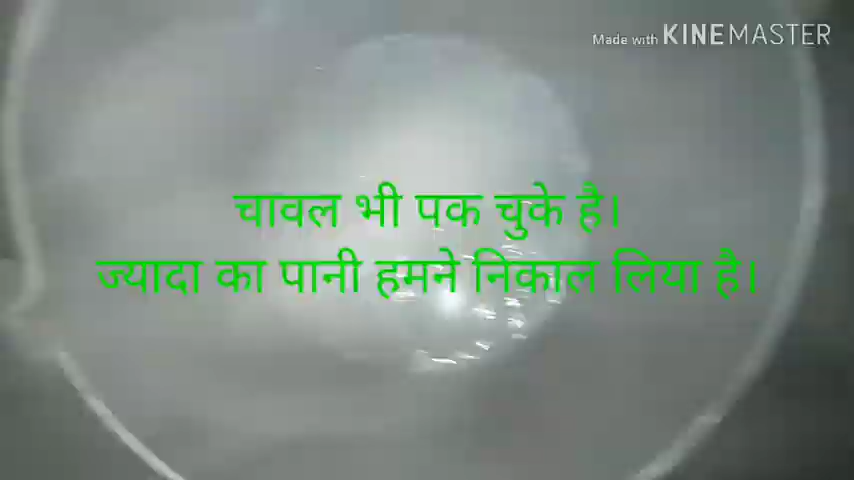 Made with KINEMASTER
चावल भी पक चुके है।
ज्यादा का पानी हमने निकाल लिया है।